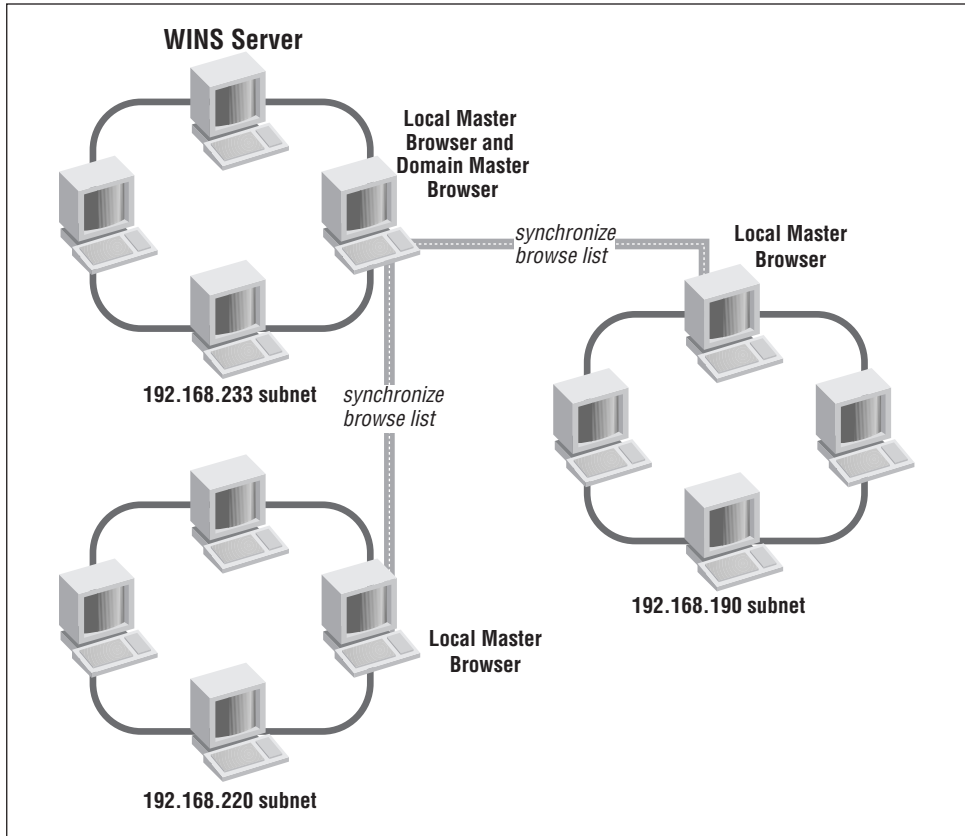 WINS Server
Local Master
Browser and
Domain Master
Browser
synchronize
browse list
Local Master
Browser
192.168.233 subnet
synchronize
browse list
192.168.190 subnet
Local Master
Browser
192.168.220 subnet